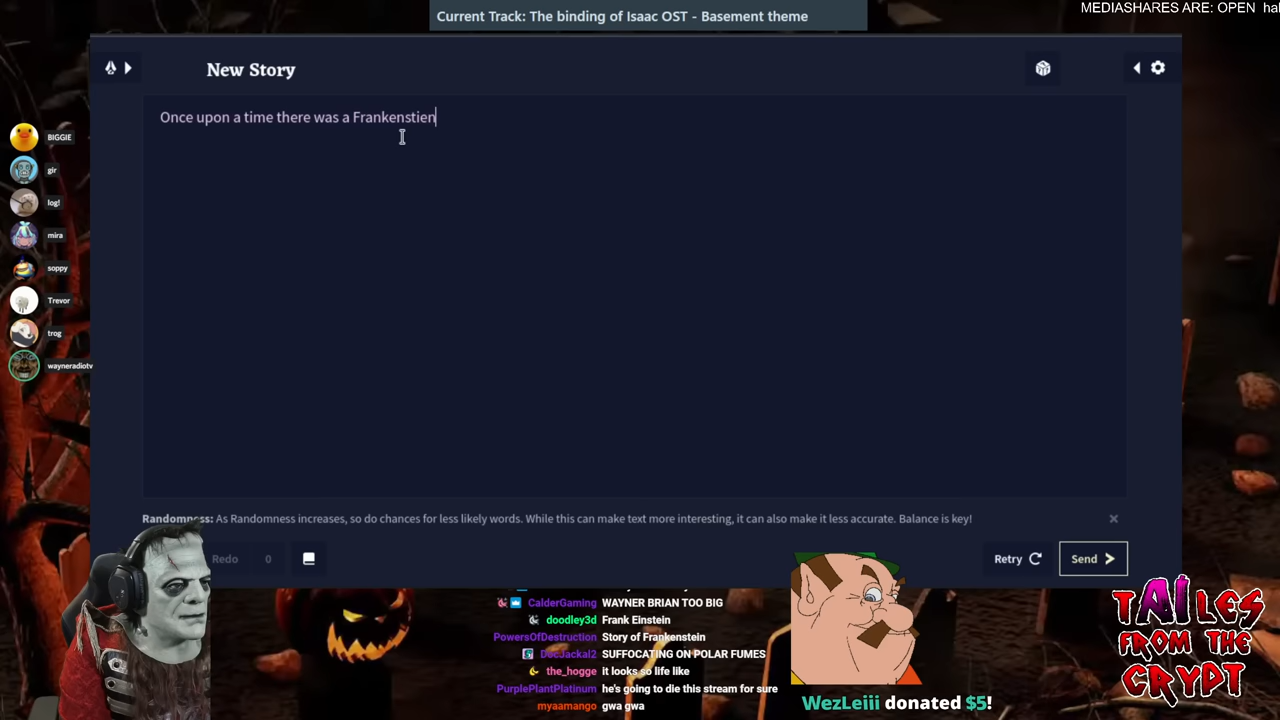 Current Track: The binding of Isaac OST - Basement theme
MEDIASHARES ARE: OPEN hal
New Story
Once upon a time there was a Frankenstien
BIGGIE
gir
log!
mira
soppy
Trevor
trog
wayneradiotv
Randomness: As Randomness increases, so do chances for less likely words. While this can make text more interesting, it can also make it less accurate. Balance is key!
Redo 0
Retry
Send
CalderGaming WAYNER BRIAN TOO BIG
doodley3d Frank Einstein
PowersOfDestruction Story of Frankenstein
DocJackal2 SUFFOCATING ON POLAR FUMES
the_hogge it looks so life like
PurplePlantPlatinum he's going to die this stream for sure
myaamango gwa gwa
WezLeiii donated $5!
TAILES
FROM THE
CRYPT